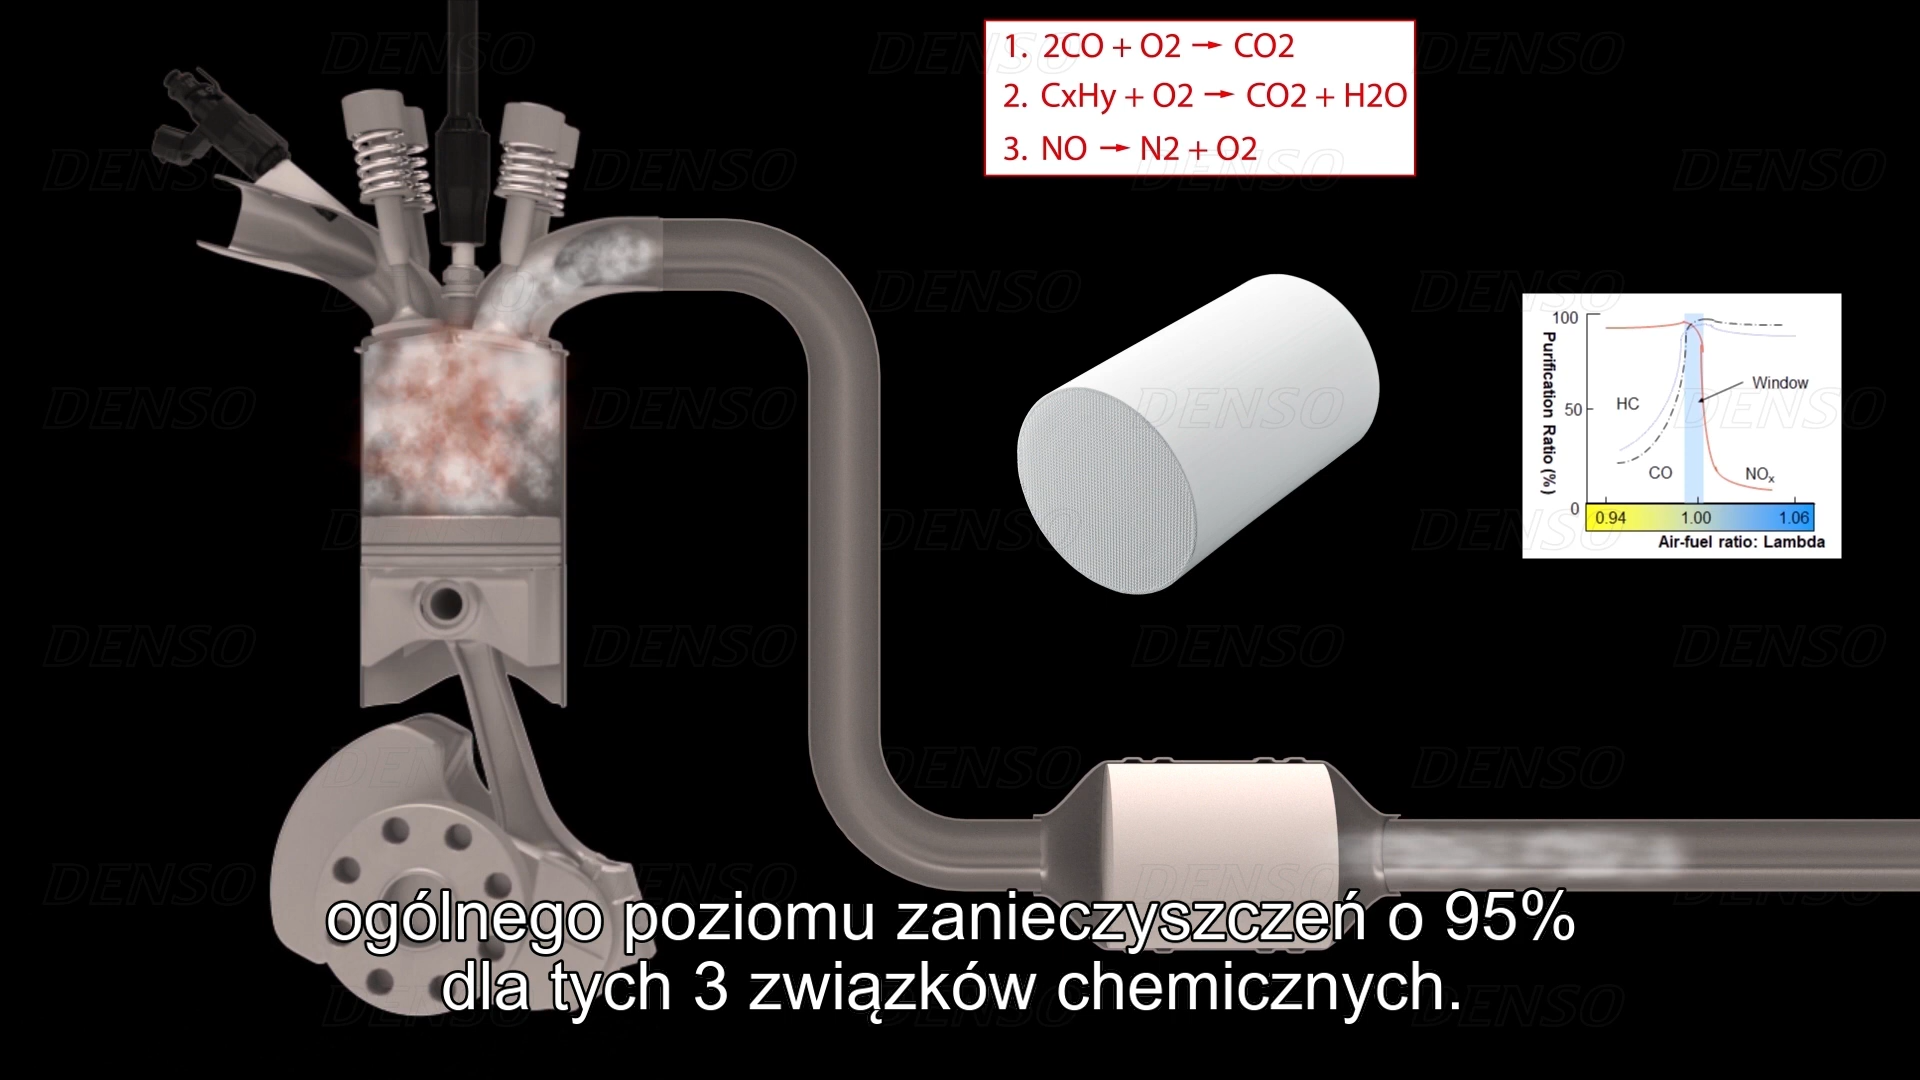 1. 2CO + O2 → CO2
2. CxHy + O2 → CO2 + H2O
3. NO → N2 + O2
100
50
0
Purification Ratio (%)
HC
CO
Window
NOx
0.94 1.00 1.06
Air-fuel ratio: Lambda
ogólnego poziomu zanieczyszczeń o 95%
dla tych 3 związków chemicznych.
DENSO